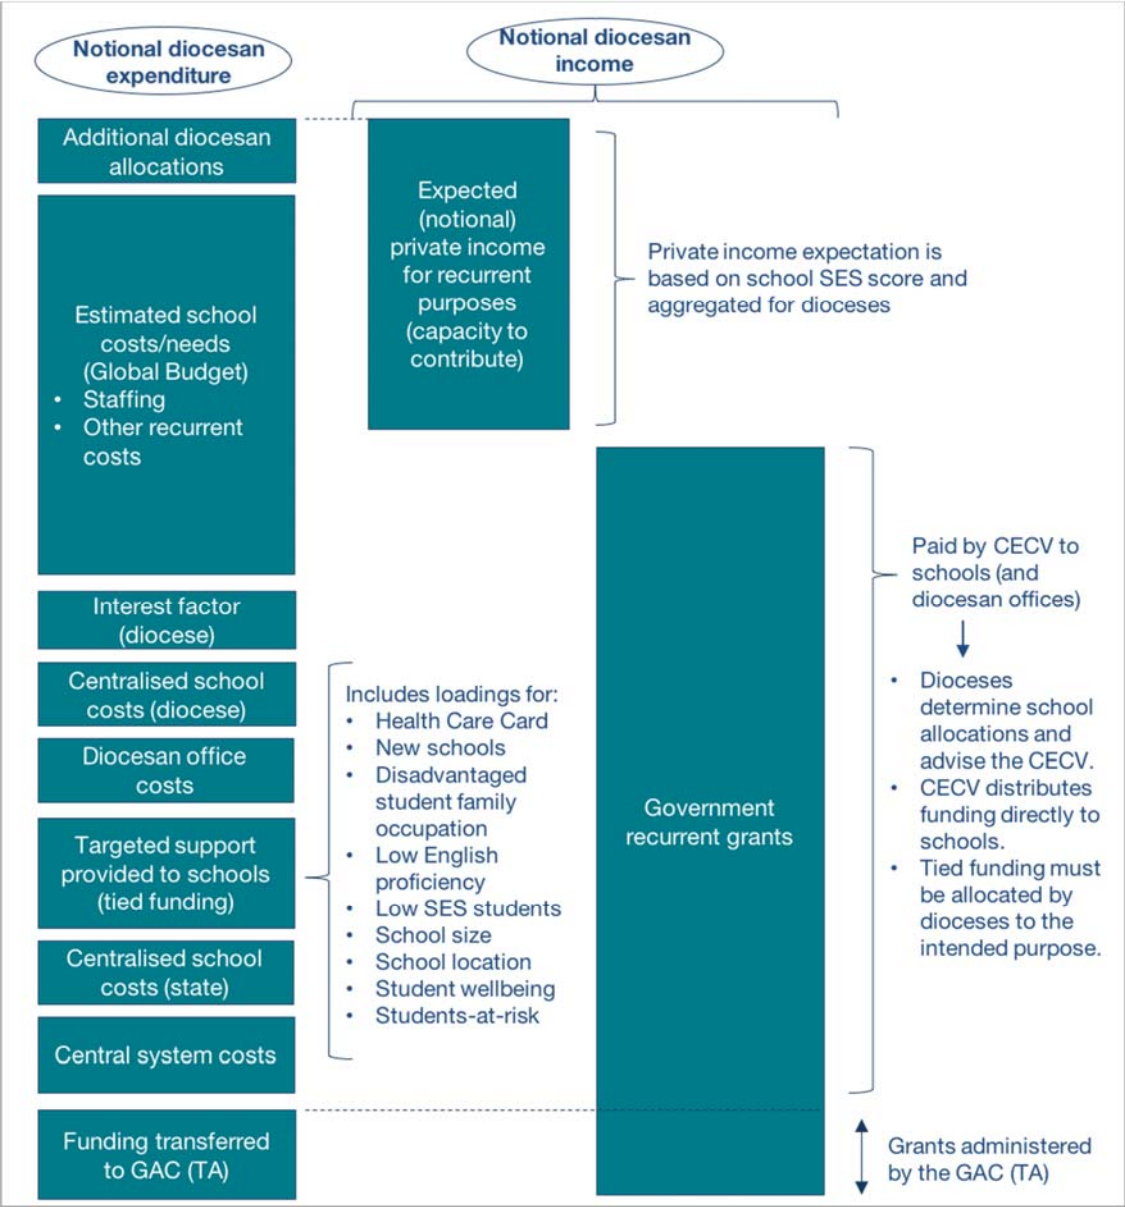 Notional diocesan
expenditure
Notional diocesan
income
Additional diocesan
allocations
Estimated school
costs/needs
(Global Budget)
• Staffing
• Other recurrent
costs
Interest factor
(diocese)
Centralised school
costs (diocese)
Diocesan office
costs
Targeted support
provided to schools
(tied funding)
Centralised school
costs (state)
Central system costs
Funding transferred
to GAC (TA)
Expected
(notional)
private income
for recurrent
purposes
(capacity to
contribute)
Private income expectation is
based on school SES score and
aggregated for dioceses
Includes loadings for:
• Health Care Card
• New schools
• Disadvantaged
student family
occupation
• Low English
proficiency
• Low SES students
• School size
• School location
• Student wellbeing
• Students-at-risk
Government
recurrent grants
Paid by CECV to
schools (and
diocesan offices)
• Dioceses
determine school
allocations and
advise the CECV.
• CECV distributes
funding directly to
schools.
• Tied funding must
be allocated by
dioceses to the
intended purpose.
Grants administered
by the GAC (TA)